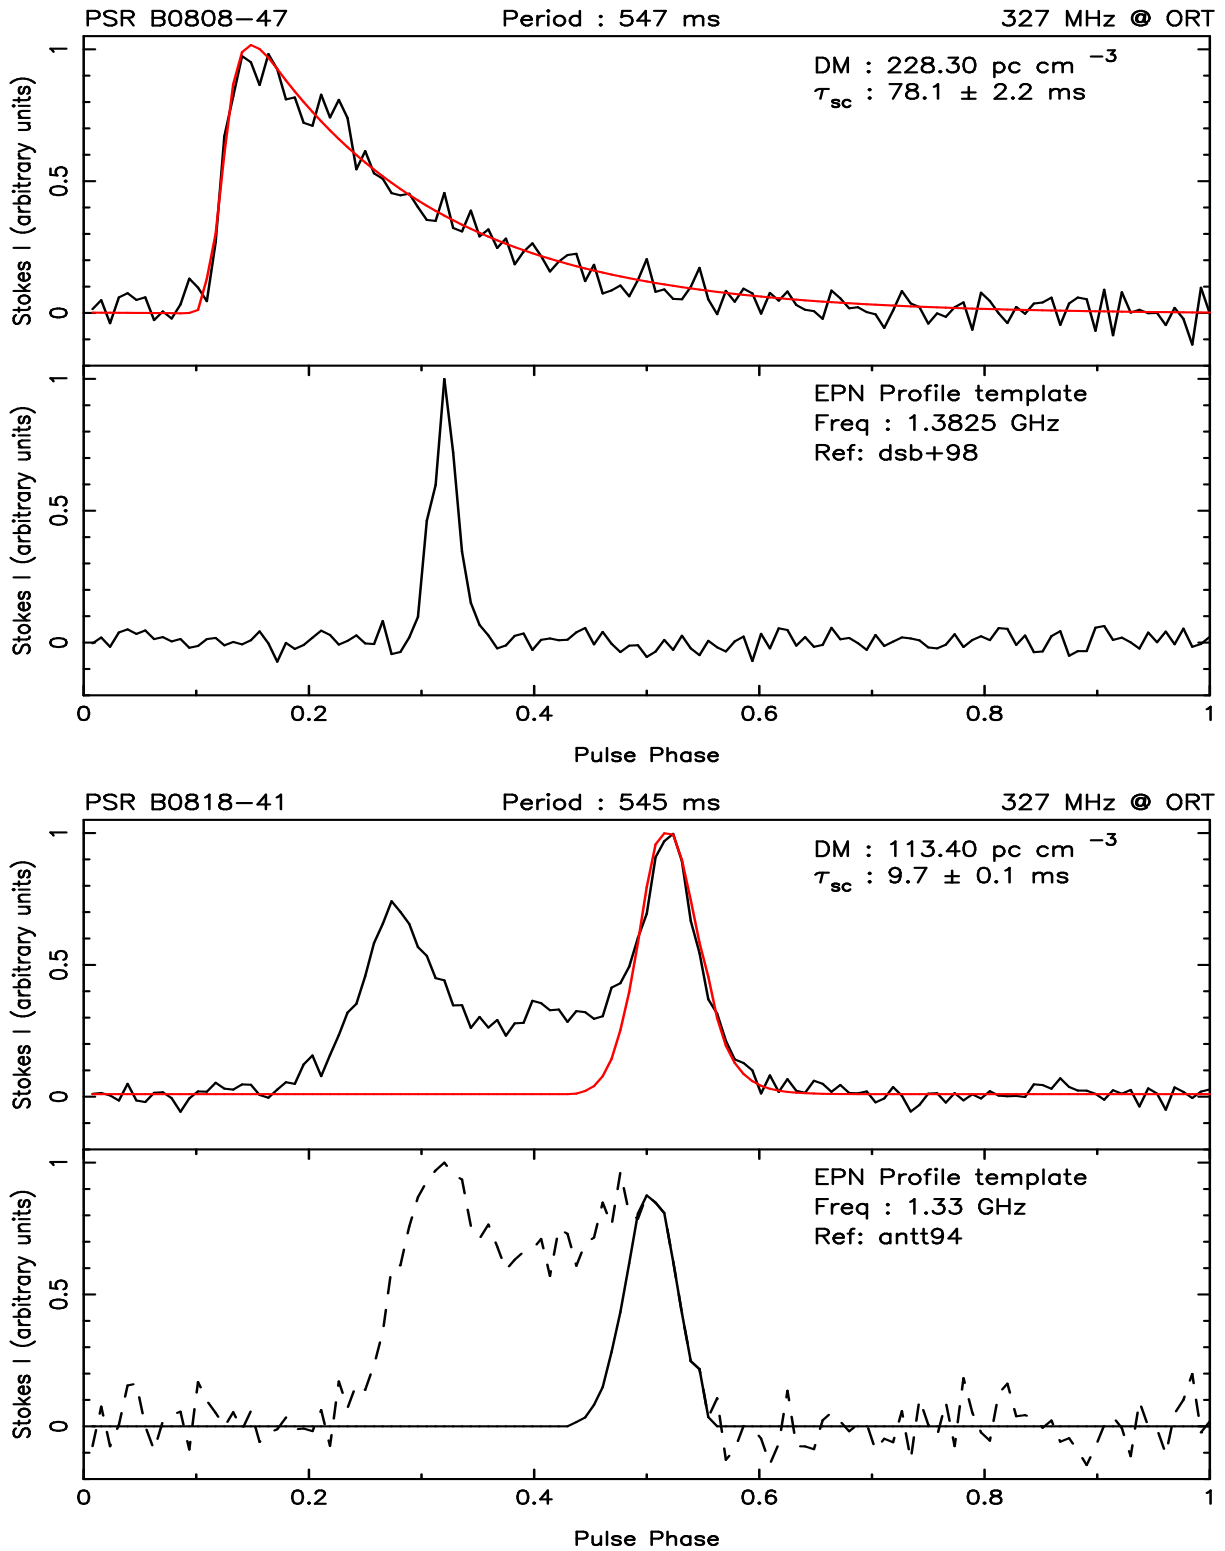 PSR B0808−47 Period : 547 ms 327 MHz @ ORT
DM : 228.30 pc cm −3
τsc : 78.1 ± 2.2 ms
Stokes I (arbitrary units)
0 0.5 1
EPN Profile template
Freq : 1.3825 GHz
Ref: dsb+98
Stokes I (arbitrary units)
0 0.5 1
0 0.2 0.4 0.6 0.8 1
Pulse Phase
PSR B0818−41 Period : 545 ms 327 MHz @ ORT
DM : 113.40 pc cm −3
τsc : 9.7 ± 0.1 ms
Stokes I (arbitrary units)
0 0.5 1
EPN Profile template
Freq : 1.33 GHz
Ref: antt94
Stokes I (arbitrary units)
0 0.5 1
0 0.2 0.4 0.6 0.8 1
Pulse Phase